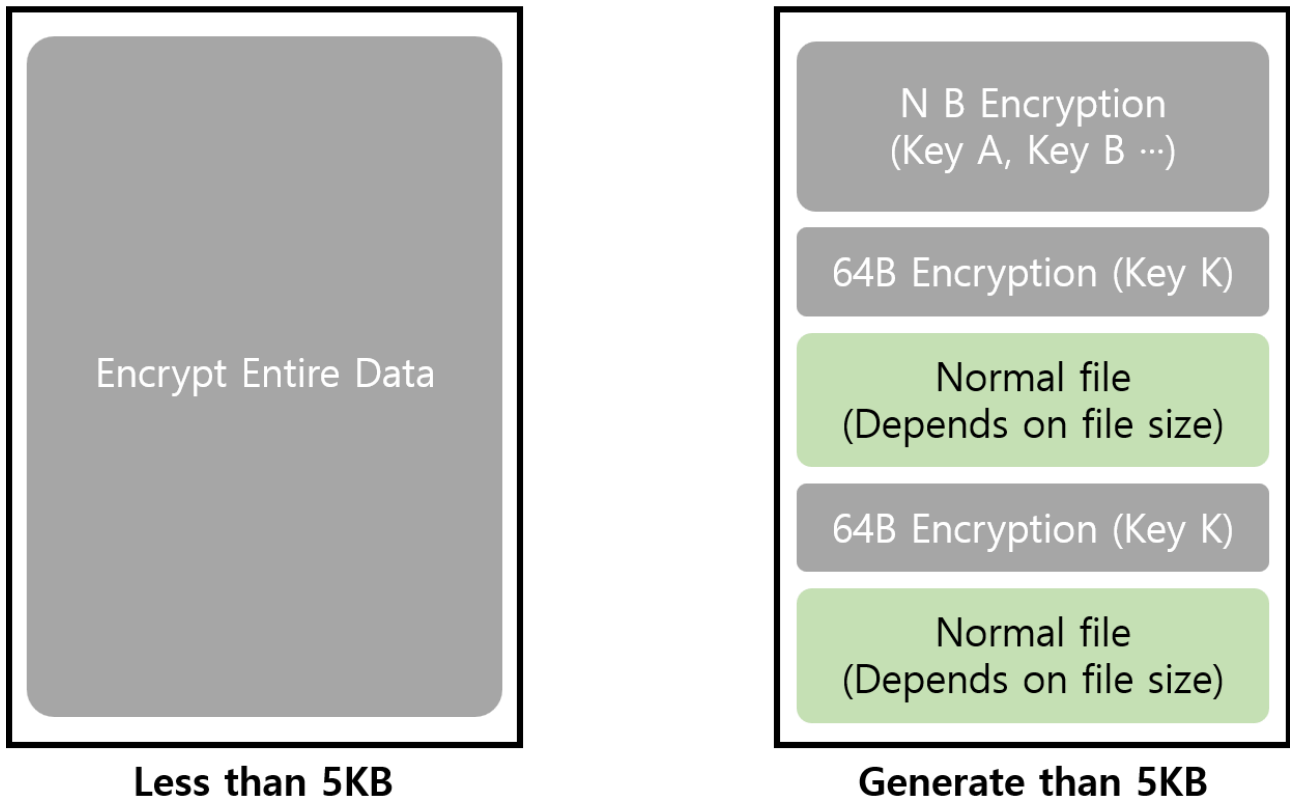 Encrypt Entire Data
Less than 5KB
N B Encryption
(Key A, Key B ···)
64B Encryption (Key K)
Normal file
(Depends on file size)
64B Encryption (Key K)
Normal file
(Depends on file size)
Generate than 5KB